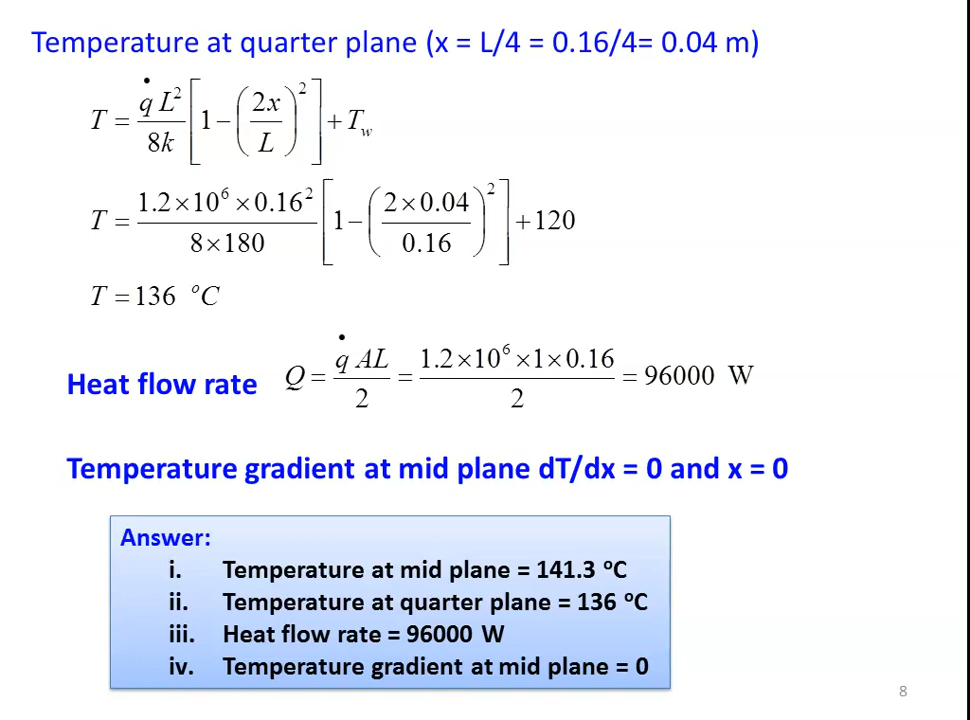 Temperature at quarter plane (x = L/4 = 0.16/4= 0.04 m)
T = q̇ L²/8k [1 − (2x/L)²] + T_w
T = 1.2×10⁶ ×0.16²/8×180 [1 − (2×0.04/0.16)²] +120
T = 136 °C
Heat flow rate Q = q̇ AL/2 = 1.2×10⁶ ×1×0.16/2 = 96000 W
Temperature gradient at mid plane dT/dx = 0 and x = 0
Answer:
i. Temperature at mid plane = 141.3 ᵒC
ii. Temperature at quarter plane = 136 ᵒC
iii. Heat flow rate = 96000 W
iv. Temperature gradient at mid plane = 0
8